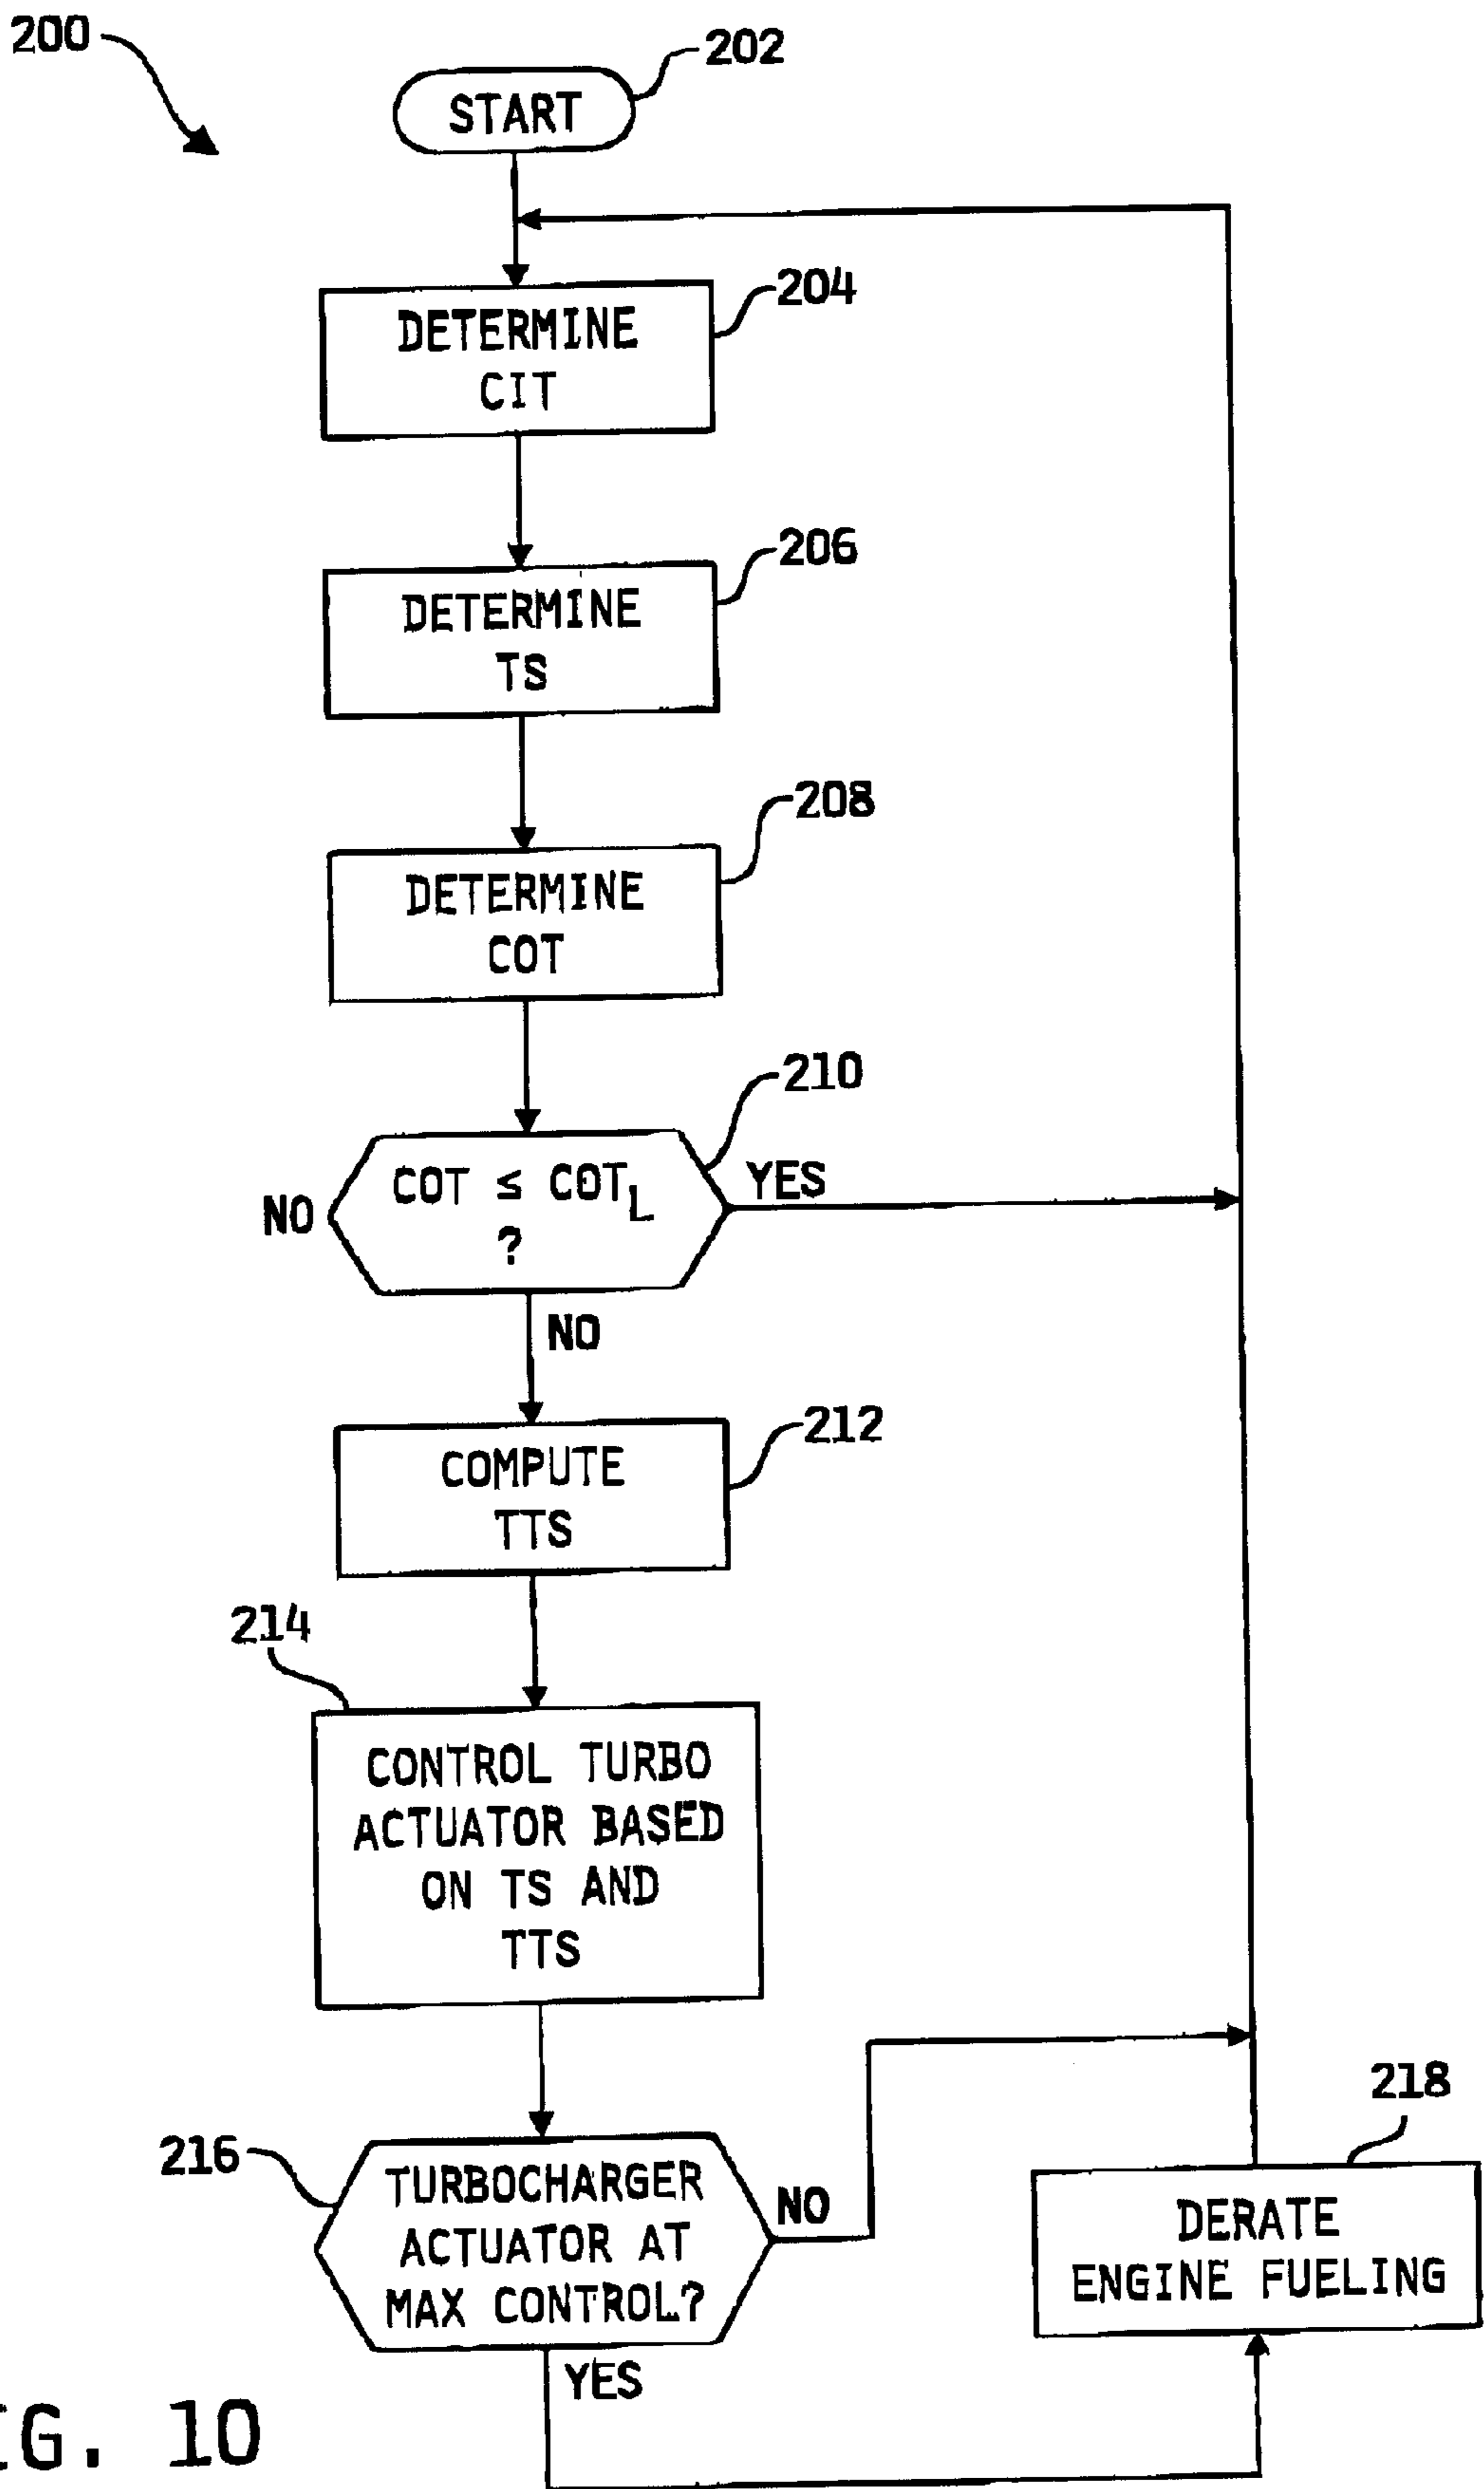 200
202
START
204
DETERMINE
CIT
206
DETERMINE
TS
208
DETERMINE
COT
210
COT ≤ COT_L
?
YES
NO
NO
212
COMPUTE
TTS
214
CONTROL TURBO
ACTUATOR BASED
ON TS AND
TTS
216
TURBOCHARGER
ACTUATOR AT
MAX CONTROL?
NO
YES
218
DERATE
ENGINE FUELING
IG. 10